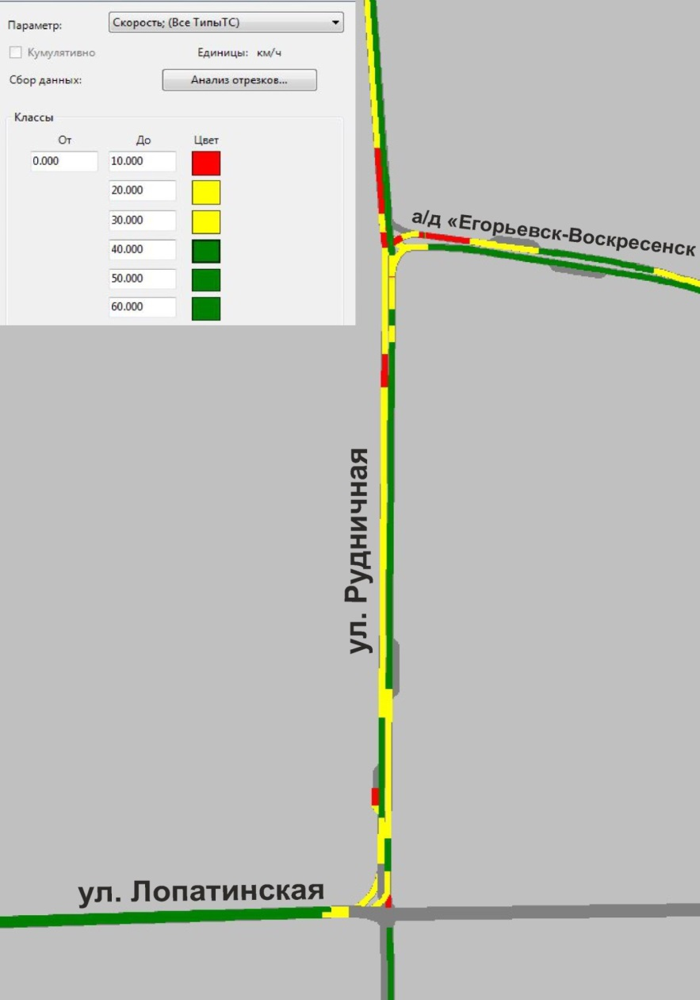 Параметр: Скорость; (Все ТипыТС)
Кумулятивно Единицы: км/ч
Сбор данных: Анализ отрезков...
Классы
От До Цвет
0.000 10.000
20.000
30.000
40.000
50.000
60.000
а/д «Егорьевск-Воскресенск
ул. Рудничная
ул. Лопатинская